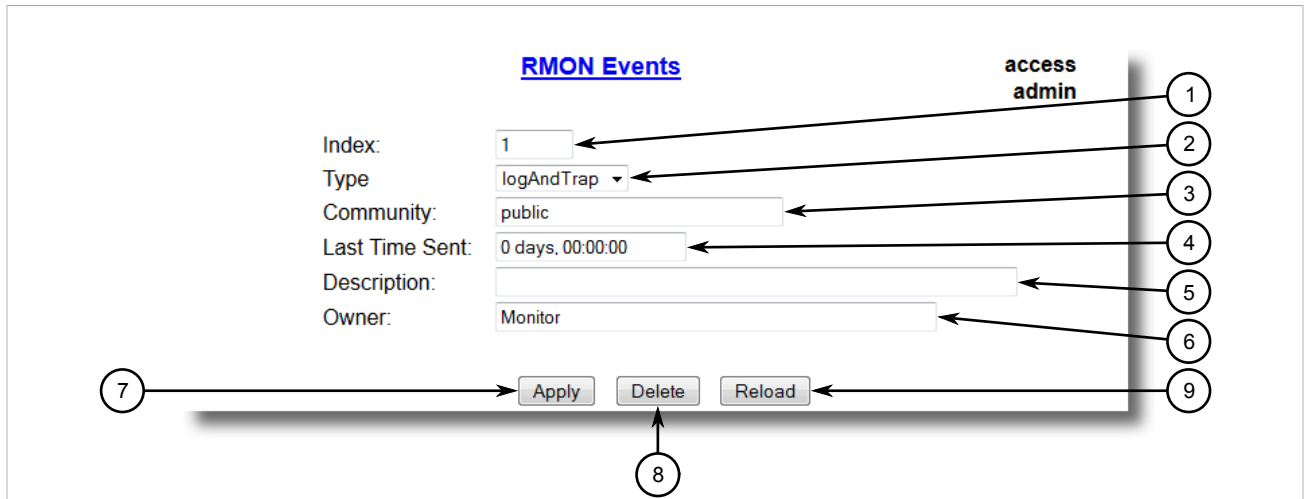 RMON Events
access
admin
1
Index: 1
2
Type logAndTrap
3
Community: public
4
Last Time Sent: 0 days, 00:00:00
Description:
5
Owner: Monitor
6
7
Apply Delete Reload
9
8